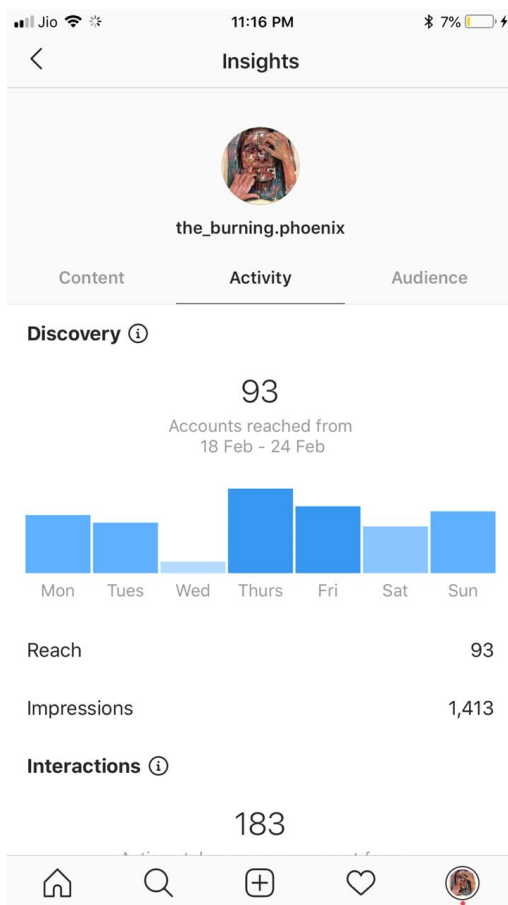 Jio 11:16 PM 7%
Insights
the_burning.phoenix
Content Activity Audience
Discovery
93
Accounts reached from
18 Feb - 24 Feb
Mon Tues Wed Thurs Fri Sat Sun
Reach 93
Impressions 1,413
Interactions
183